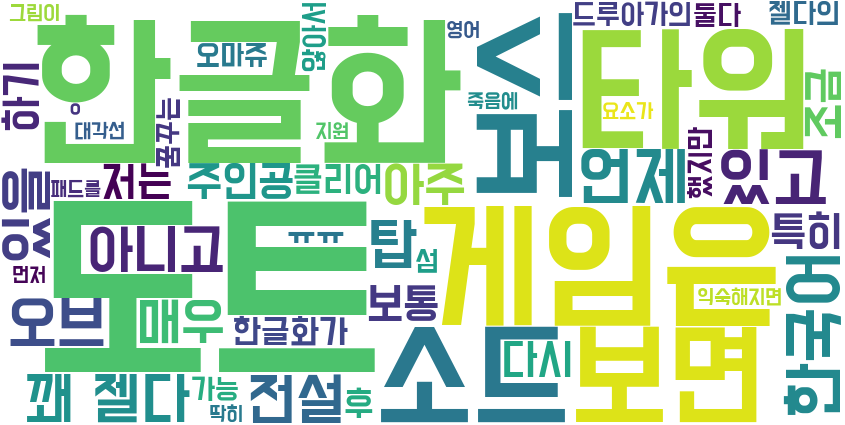 그림이
한글화
오마쥬
않아서
영어
버그
드루아가의
둘다
젤다의
타워
조금
하기
대각선
꿈꾸는
지원
죽음에
요소가
했지만
있을
패드를
저는
주인공
클리어
아주
언제
있고
도트
아니고
ㅠㅠ
탑
섬
게임은
특히
먼저
오브
매우
한글화가
보통
익숙해지면
한국어
꽤
젤다
가능
딱히
전설
후
소드
다시
보면